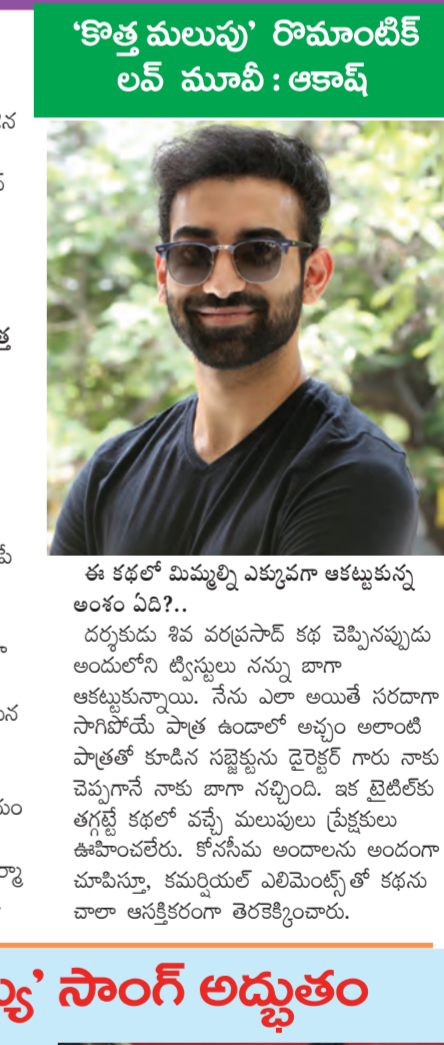 'కొత్త మలుపు' రొమాంటిక్
లవ్ మూవీ : ఆకాష్
ఈ కథలో మిమ్మల్ని ఎక్కువగా ఆకట్టుకున్న
అంశం ఏది?..
దర్శకుడు శివ వరప్రసాద్ కథ చెప్పినప్పుడు
అందులోని ట్విస్టులు నన్ను బాగా
ఆకట్టుకున్నాయి. నేను ఎలా అయితే సరదాగా
సాగిపోయే పాత్ర ఉండాలో అచ్చం అలాంటి
పాత్రతో కూడిన సబ్జెక్టును డైరెక్టర్ గారు నాకు
చెప్పగానే నాకు బాగా నచ్చింది. ఇక టైటిల్‌కు
తగ్గట్టే కథలో వచ్చే మలుపులు ప్రేక్షకులు
ఊహించలేరు. కోనసీమ అందాలను అందంగా
చూపిస్తూ, కమర్షియల్ ఎలిమెంట్స్ తో కథను
చాలా ఆసక్తికరంగా తెరకెక్కించారు.
సాంగ్ అద్భుతం